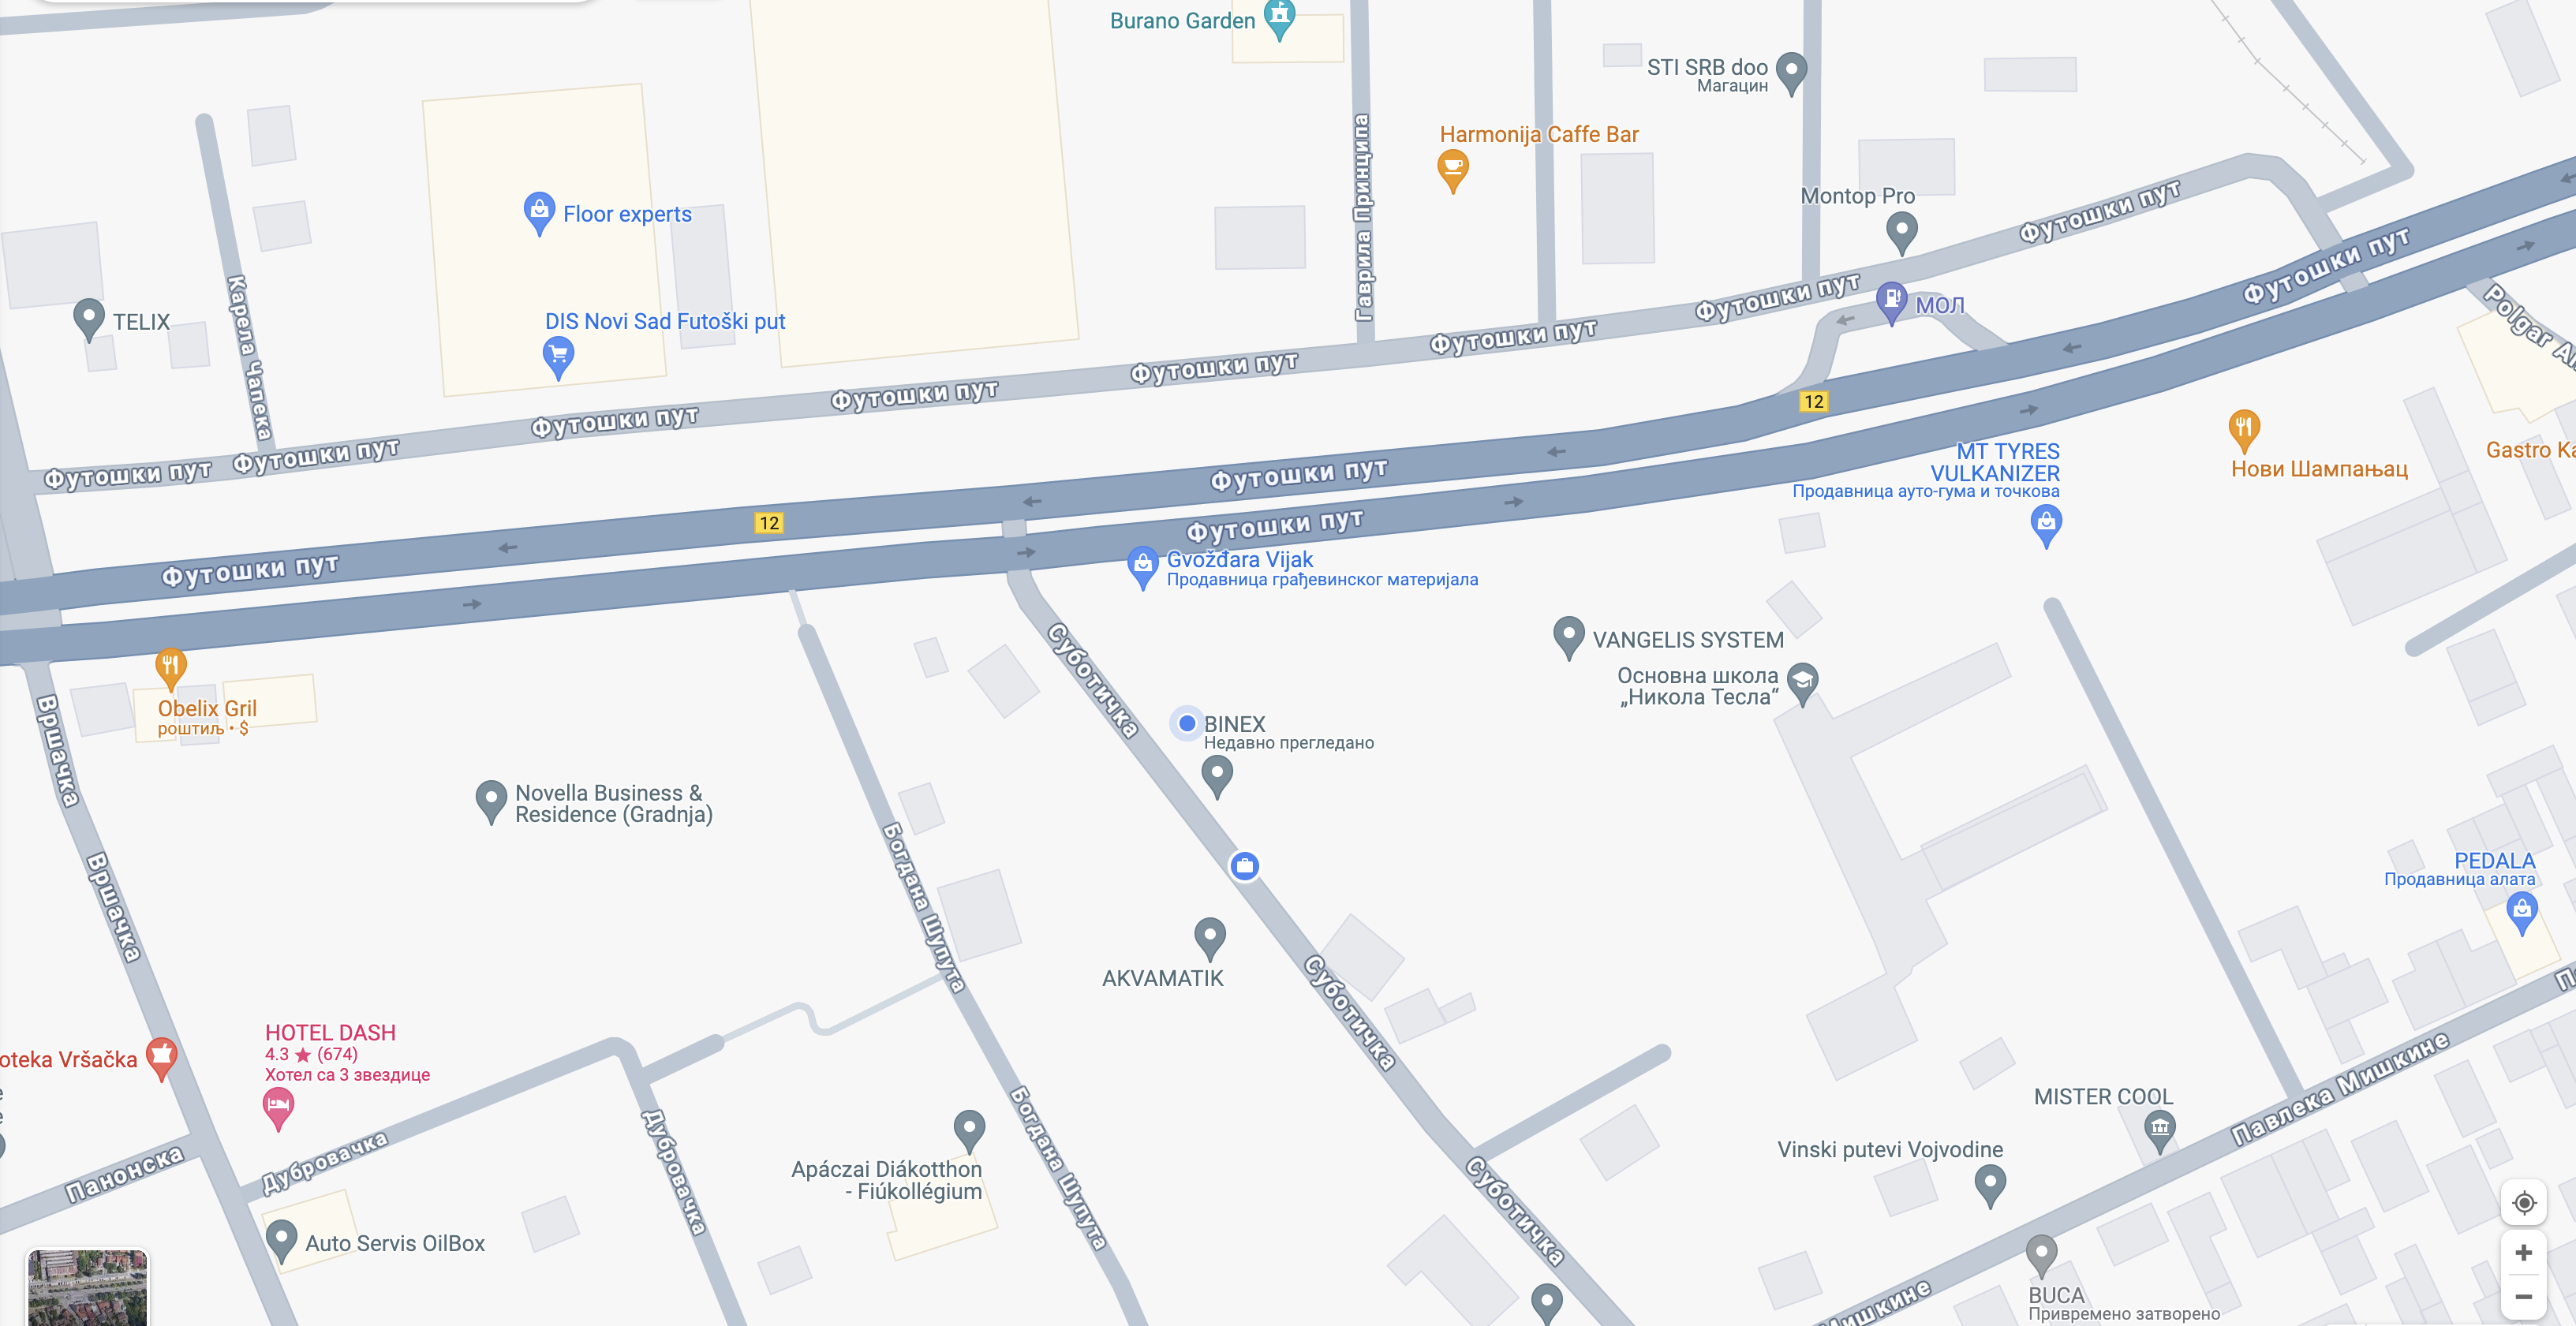 Burano Garden
STI SRB doo
Магацин
Harmonija Caffe Bar
Гаврила Принципа
Montop Pro
Футошки пут
Floor experts
Карела Чапека
TELIX
DIS Novi Sad Futoški put
МОЛ
Футошки пут
Футошки пут
Футошки пут
Футошки пут
Футошки пут
Футошки пут
Футошки пут
Футошки пут
Polgar
12
Футошки пут
Футошки пут
12
Футошки пут
MT TYRES
VULKANIZER
Продавница ауто-гума и точкова
Нови Шампањац
Gastro
Gvožđara Vijak
Продавница грађевинског материјала
Obelix Gril
роштиљ • $
Вршачка
Суботичка
VANGELIS SYSTEM
Основна школа
„Никола Тесла“
BINEX
Недавно прегледано
Novella Business &
Residence (Gradnja)
Вршачка
Богдана Шупута
PEDALA
Продавница алата
AKVAMATIK
Суботичка
HOTEL DASH
4.3 ★ (674)
Хотел са 3 звездице
oteka Vršačka
Панонска
Дубровачка
Дубровачка
Богдана Шупута
Apáczai Diákotthon
- Fiúkollégium
Суботичка
MISTER COOL
Павлека Мишкине
Vinski putevi Vojvodine
Auto Servis OilBox
BUCA
Привремено затворено
ишкине